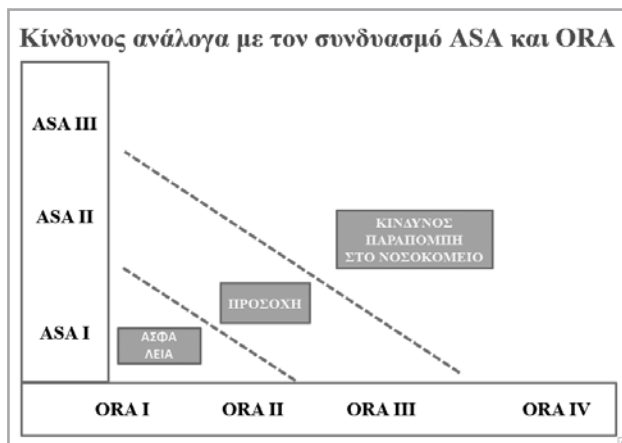 Κίνδυνος ανάλογα με τον συνδυασμό ASA και ORA
ASA III
ASA II
ΚΙΝΔΥΝΟΣ
ΠΑΡΑΠΟΜΠΗ
ΣΤΟ ΝΟΣΟΚΟΜΕΙΟ
ΠΡΟΣΟΧΗ
ASA I
ΑΣΦΑ
ΛΕΙΑ
ORA I ORA II ORA III ORA IV